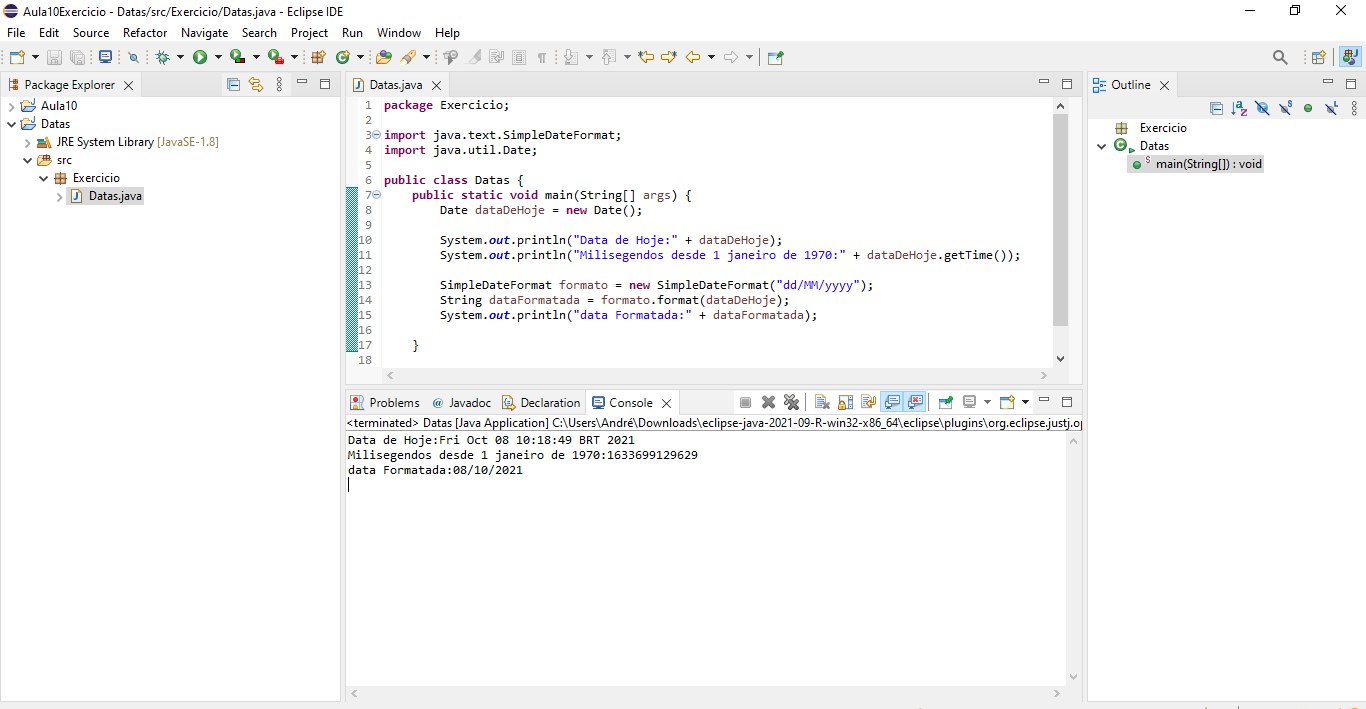 Aula10Exercicio - Datas/src/Exercicio/Datas.java - Eclipse IDE
File Edit Source Refactor Navigate Search Project Run Window Help
Package Explorer
Aula10
Datas
JRE System Library [JavaSE-1.8]
src
Exercicio
Datas.java
Datas.java
1 package Exercicio;
2
3 import java.text.SimpleDateFormat;
4 import java.util.Date;
5
6 public class Datas {
7 public static void main(String[] args) {
8 Date dataDeHoje = new Date();
9
10 System.out.println("Data de Hoje:" + dataDeHoje);
11 System.out.println("Milisegendos desde 1 janeiro de 1970:" + dataDeHoje.getTime());
12
13 SimpleDateFormat formato = new SimpleDateFormat("dd/MM/yyyy");
14 String dataFormatada = formato.format(dataDeHoje);
15 System.out.println("data Formatada:" + dataFormatada);
16
17 }
18
Problems @ Javadoc Declaration Console
<terminated> Datas [Java Application] C:\Users\André\Downloads\eclipse-java-2021-09-R-win32-x86_64\eclipse\plugins\org.eclipse.justj.op
Data de Hoje:Fri Oct 08 10:18:49 BRT 2021
Milisegendos desde 1 janeiro de 1970:1633699129629
data Formatada:08/10/2021
Outline
Exercicio
Datas
main(String[]) : void